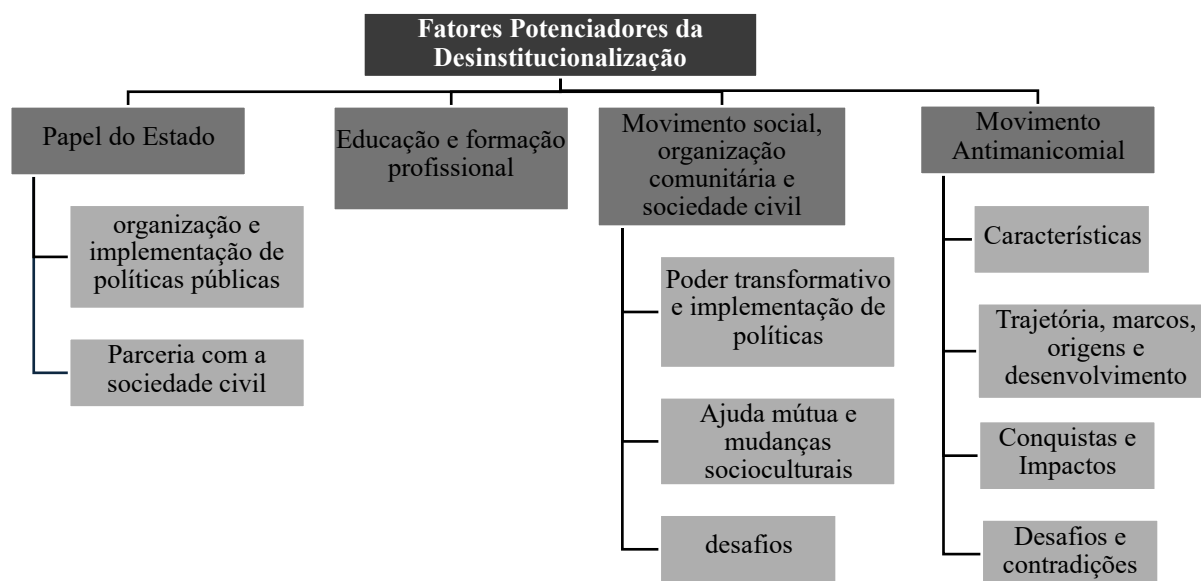 Fatores Potenciadores da
Desinstitucionalização
Papel do Estado
organização e
implementação de
políticas públicas
Parceria com a
sociedade civil
Educação e formação
profissional
Movimento social,
organização
comunitária e
sociedade civil
Poder transformativo
e implementação de
políticas
Ajuda mútua e
mudanças
socioculturais
desafios
Movimento
Antimanicomial
Características
Trajetória, marcos,
origens e
desenvolvimento
Conquistas e
Impactos
Desafios e
contradições